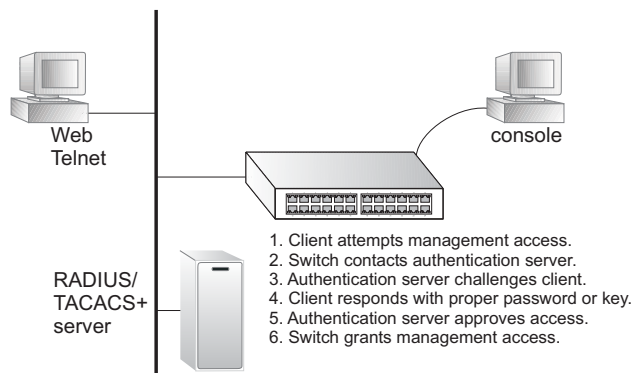 Web
Telnet
console
RADIUS/
TACACS+
server
1. Client attempts management access.
2. Switch contacts authentication server.
3. Authentication server challenges client.
4. Client responds with proper password or key.
5. Authentication server approves access.
6. Switch grants management access.